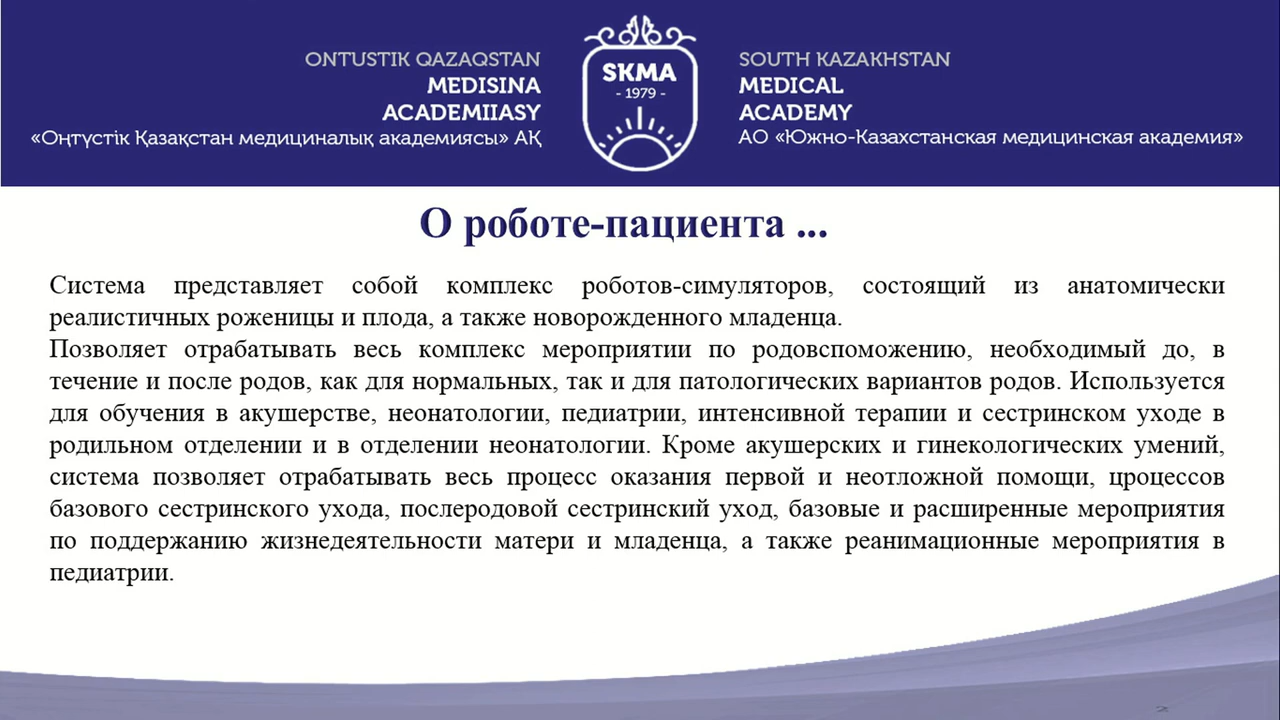 ONTUSTIK QAZAQSTAN
MEDISINA
ACADEMIIASY
«Оңтүстік Қазақстан медициналық академиясы» АҚ
SKMA
- 1979 -
SOUTH KAZAKHSTAN
MEDICAL
ACADEMY
АО «Южно-Казахстанская медицинская академия»
О роботе-пациента ...
Система представляет собой комплекс роботов-симуляторов, состоящий из анатомически
реалистичных роженицы и плода, а также новорожденного младенца.
Позволяет отрабатывать весь комплекс мероприятии по родовспоможению, необходимый до, в
течение и после родов, как для нормальных, так и для патологических вариантов родов. Используется
для обучения в акушерстве, неонатологии, педиатрии, интенсивной терапии и сестринском уходе в
родильном отделении и в отделении неонатологии. Кроме акушерских и гинекологических умений,
система позволяет отрабатывать весь процесс оказания первой и неотложной помощи, цроцессов
базового сестринского ухода, послеродовой сестринский уход, базовые и расширенные мероприятия
по поддержанию жизнедеятельности матери и младенца, а также реанимационные мероприятия в
педиатрии.